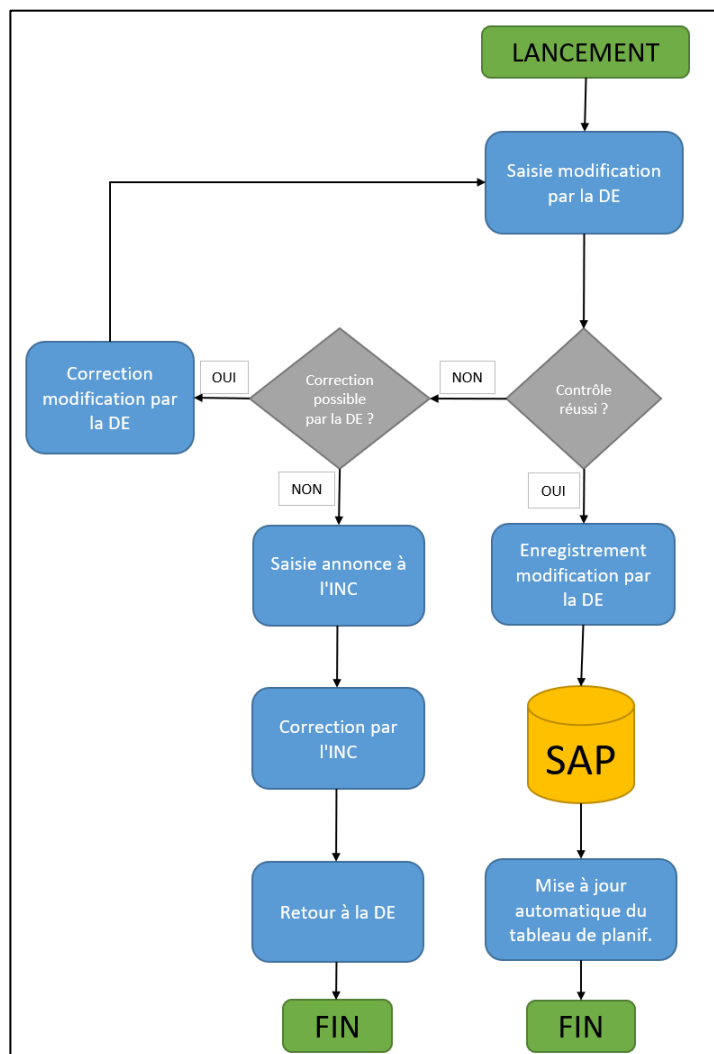 LANCEMENT
Saisie modification
par la DE
Contrôle
réussi ?
NON
Correction
possible
par la DE ?
OUI
Correction
modification par
la DE
NON
Saisie annonce à
l'INC
Correction par
l'INC
Retour à la DE
FIN
OUI
Enregistrement
modification par
la DE
SAP
Mise à jour
automatique du
tableau de planif.
FIN